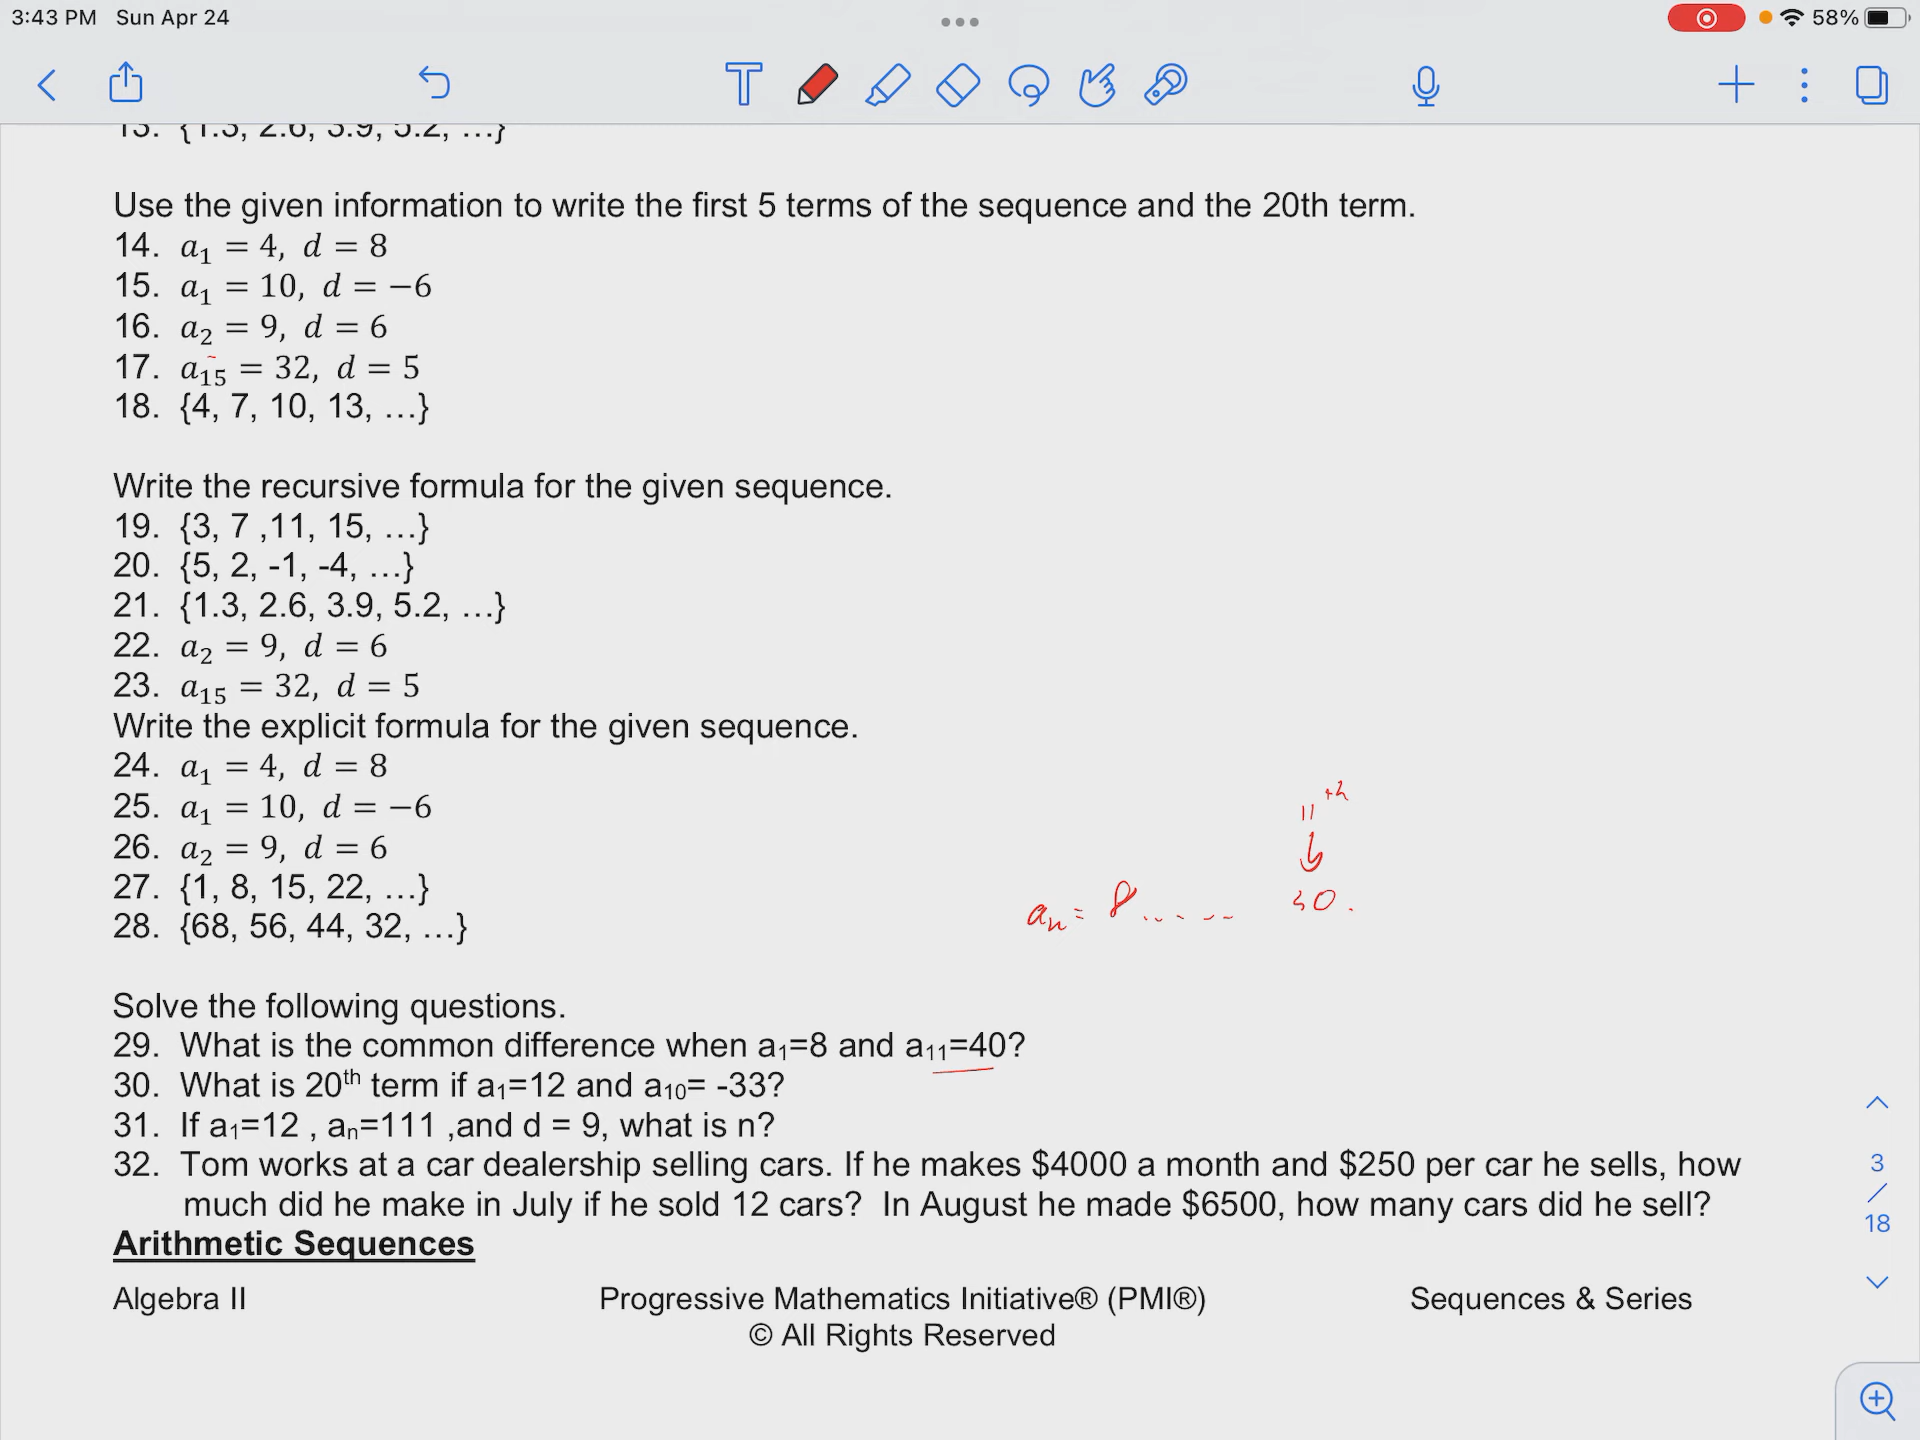 3:43 PM Sun Apr 24
58%
T
13. {1.3, 2.6, 3.9, 5.2, ...}
Use the given information to write the first 5 terms of the sequence and the 20th term.
14. a₁ = 4, d = 8
15. a₁ = 10, d = −6
16. a₂ = 9, d = 6
17. a₁₅ = 32, d = 5
18. {4, 7, 10, 13, ...}
Write the recursive formula for the given sequence.
19. {3, 7 ,11, 15, ...}
20. {5, 2, -1, -4, ...}
21. {1.3, 2.6, 3.9, 5.2, ...}
22. a₂ = 9, d = 6
23. a₁₅ = 32, d = 5
Write the explicit formula for the given sequence.
24. a₁ = 4, d = 8
25. a₁ = 10, d = −6
26. a₂ = 9, d = 6
27. {1, 8, 15, 22, ...}
28. {68, 56, 44, 32, ...}
11th
aₙ = 8......
Solve the following questions.
29. What is the common difference when a₁=8 and a₁₁=40?
30. What is 20th term if a₁=12 and a₁₀= -33?
31. If a₁=12 , aₙ=111 ,and d = 9, what is n?
32. Tom works at a car dealership selling cars. If he makes $4000 a month and $250 per car he sells, how
much did he make in July if he sold 12 cars? In August he made $6500, how many cars did he sell?
Arithmetic Sequences
Algebra II Progressive Mathematics Initiative® (PMI®) Sequences & Series
© All Rights Reserved
3
/
18